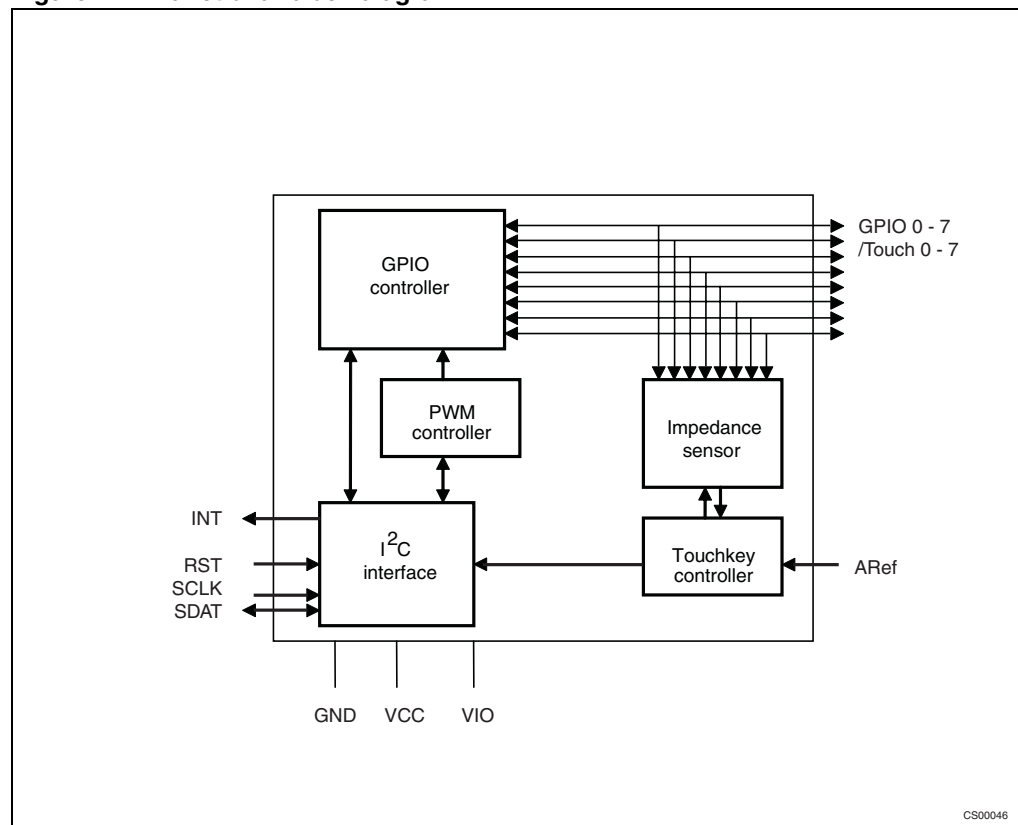 GPIO
controller
GPIO 0 - 7
/Touch 0 - 7
PWM
controller
Impedance
sensor
INT
RST
SCLK
SDAT
I2C
interface
Touchkey
controller
ARef
GND VCC VIO
CS00046